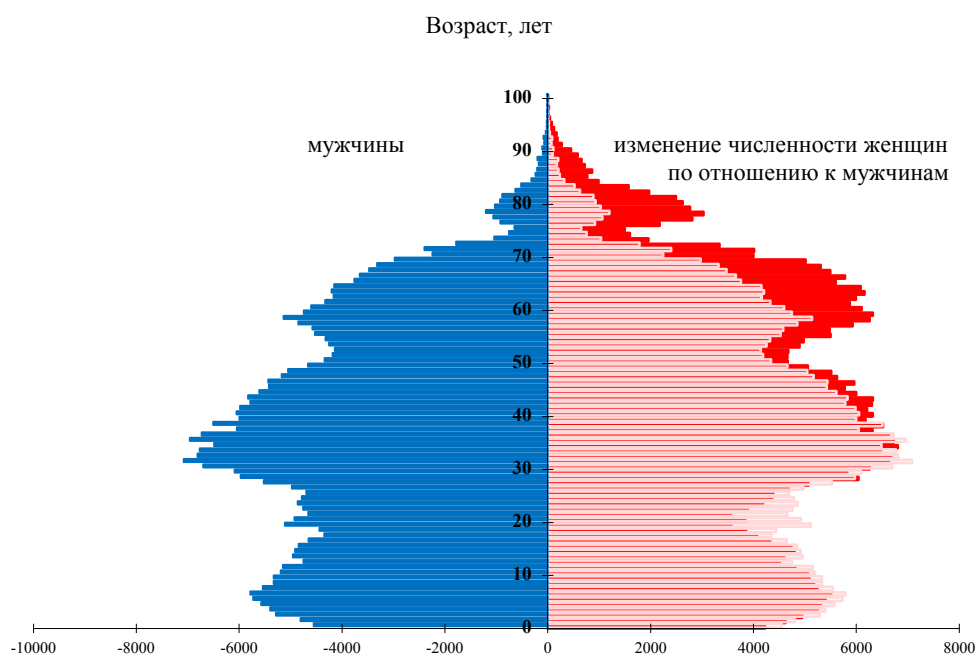 Возраст, лет
100
мужчины
изменение численности женщин
по отношению к мужчинам
90
80
70
60
50
40
30
20
10
0
-10000 -8000 -6000 -4000 -2000 0 2000 4000 6000 8000